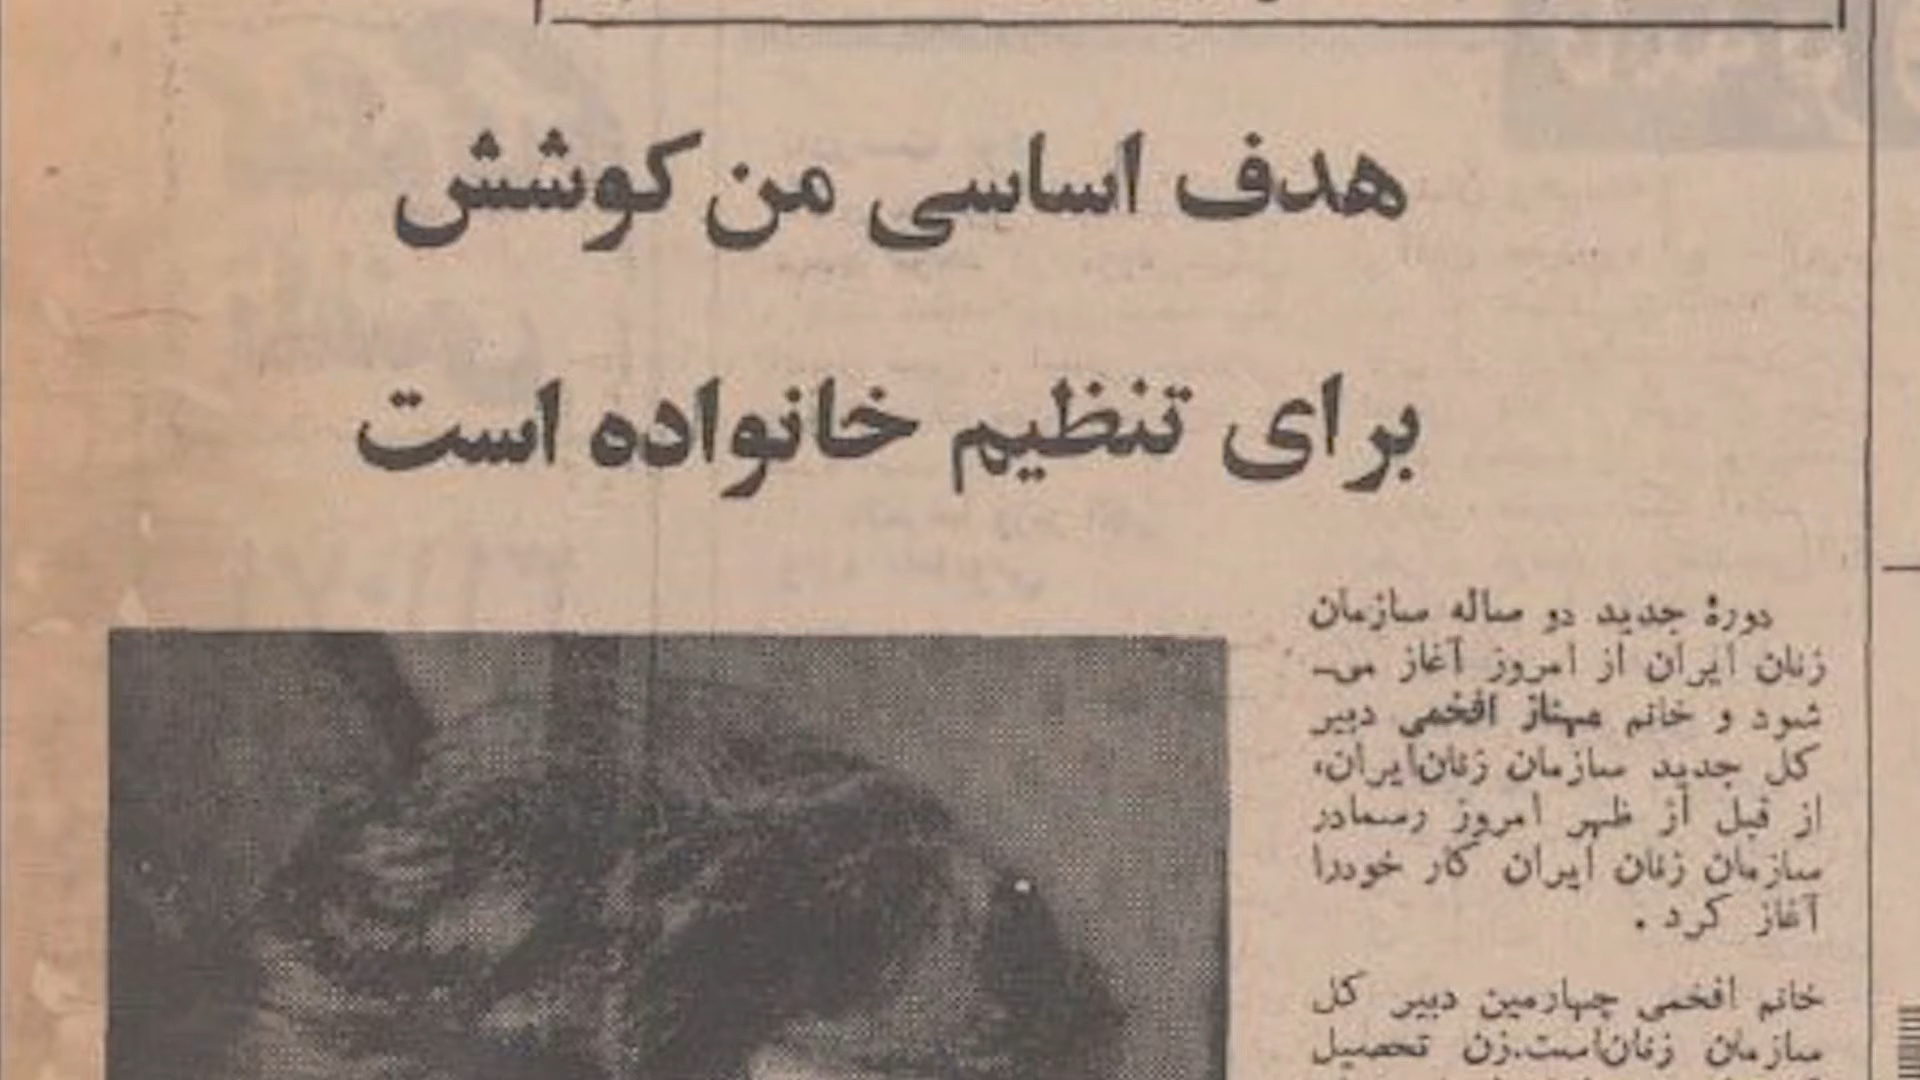 هدف اساسی من کوشش
برای تنظیم خانواده است
دورهٔ جدید دو ساله سازمان
زنان ایران از امروز آغاز می‌ـ
شود و خانم مهناز افخمی دبیر
کل جدید سازمان زنان‌ایران،
از قبل از ظهر امروز رسمادر
سازمان زنان ایران کار خودرا
آغاز کرد .
خانم افخمی چهارمین دبیر کل
سازمان زنان‌است.زن تحصیل